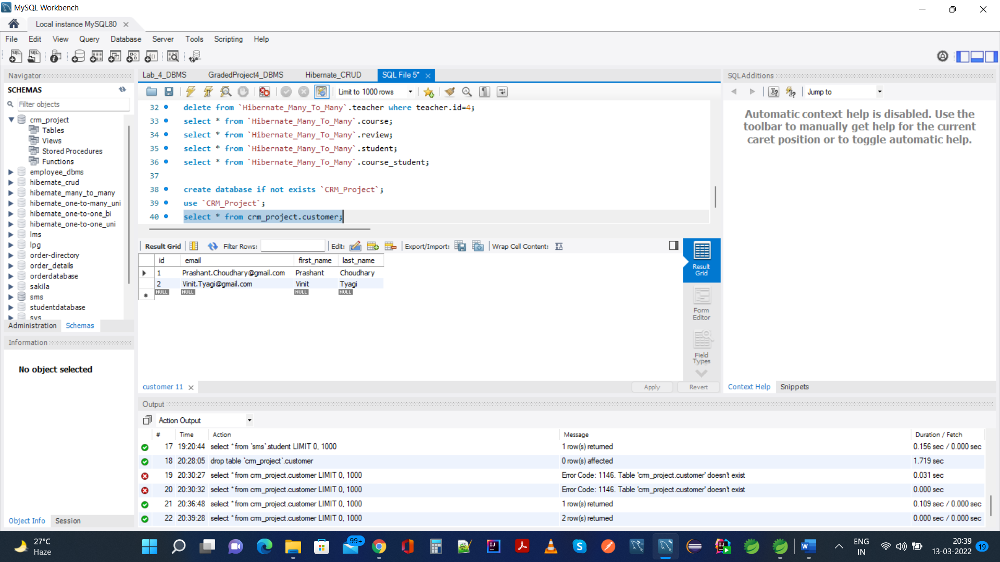 MySQL Workbench
Local instance MySQL80
File Edit View Query Database Server Tools Scripting Help
Navigator
SCHEMAS
Filter objects
crm_project
Tables
Views
Stored Procedures
Functions
employee_dbms
hibernate_crud
hibernate_many_to_many
hibernate_one-to-many_uni
hibernate_one-to-one_bi
hibernate_one-to-one_uni
lms
lpg
order-directory
order_details
orderdatabase
sakila
sms
studentdatabase
sys
Administration Schemas
Information
No object selected
Object Info Session
Lab_4_DBMS GradedProject4_DBMS Hibernate_CRUD SQL File 5*
Limit to 1000 rows
32 delete from `Hibernate_Many_To_Many`.teacher where teacher.id=4;
33 select * from `Hibernate_Many_To_Many`.course;
34 select * from `Hibernate_Many_To_Many`.review;
35 select * from `Hibernate_Many_To_Many`.student;
36 select * from `Hibernate_Many_To_Many`.course_student;
37
38 create database if not exists `CRM_Project`;
39 use `CRM_Project`;
40 select * from crm_project.customer;
Result Grid Filter Rows: Edit: Export/Import: Wrap Cell Content:
id email first_name last_name
1 Prashant.Choudhary@gmail.com Prashant Choudhary
2 Vinit.Tyagi@gmail.com Vinit Tyagi
NULL NULL NULL NULL
Result
Grid
Form
Editor
Field
Types
customer 11
Apply Revert
SQLAdditions
Jump to
Automatic context help is disabled. Use the
toolbar to manually get help for the current
caret position or to toggle automatic help.
Context Help Snippets
Output
Action Output
# Time Action Message Duration / Fetch
17 19:20:44 select * from `sms`.student LIMIT 0, 1000 1 row(s) returned 0.156 sec / 0.000 sec
18 20:28:05 drop table `crm_project`.customer 0 row(s) affected 1.719 sec
19 20:30:27 select * from crm_project.customer LIMIT 0, 1000 Error Code: 1146. Table 'crm_project.customer' doesn't exist 0.031 sec
20 20:30:32 select * from crm_project.customer LIMIT 0, 1000 Error Code: 1146. Table 'crm_project.customer' doesn't exist 0.000 sec
21 20:36:48 select * from crm_project.customer LIMIT 0, 1000 1 row(s) returned 0.109 sec / 0.000 sec
22 20:39:28 select * from crm_project.customer LIMIT 0, 1000 2 row(s) returned 0.000 sec / 0.000 sec
27°C
Haze
99+
ENG
IN
20:39
13-03-2022
19